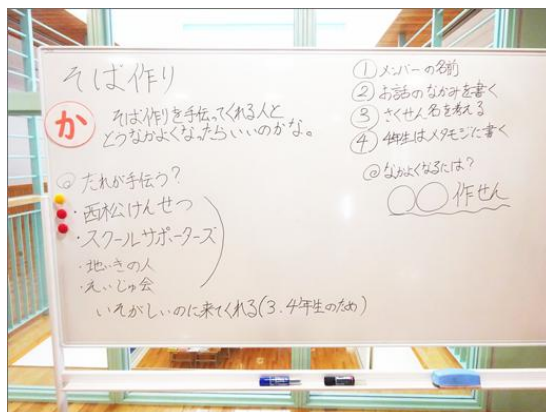 そば作り
か
そば作りを手伝ってくれる人と
どうなかよくなったらいいのかな。
◎だれが手伝う?
・西松けんせつ
・スクールサポーターズ
・地いきの人
・えいじゅ会
いそがしいのに来てくれる(3.4年生のため)
①メンバーの名前
②お話のなかみを書く
③さくせん名を考える
④4年生はメタモジに書く
◎なかよくなるには?
〇〇作せん